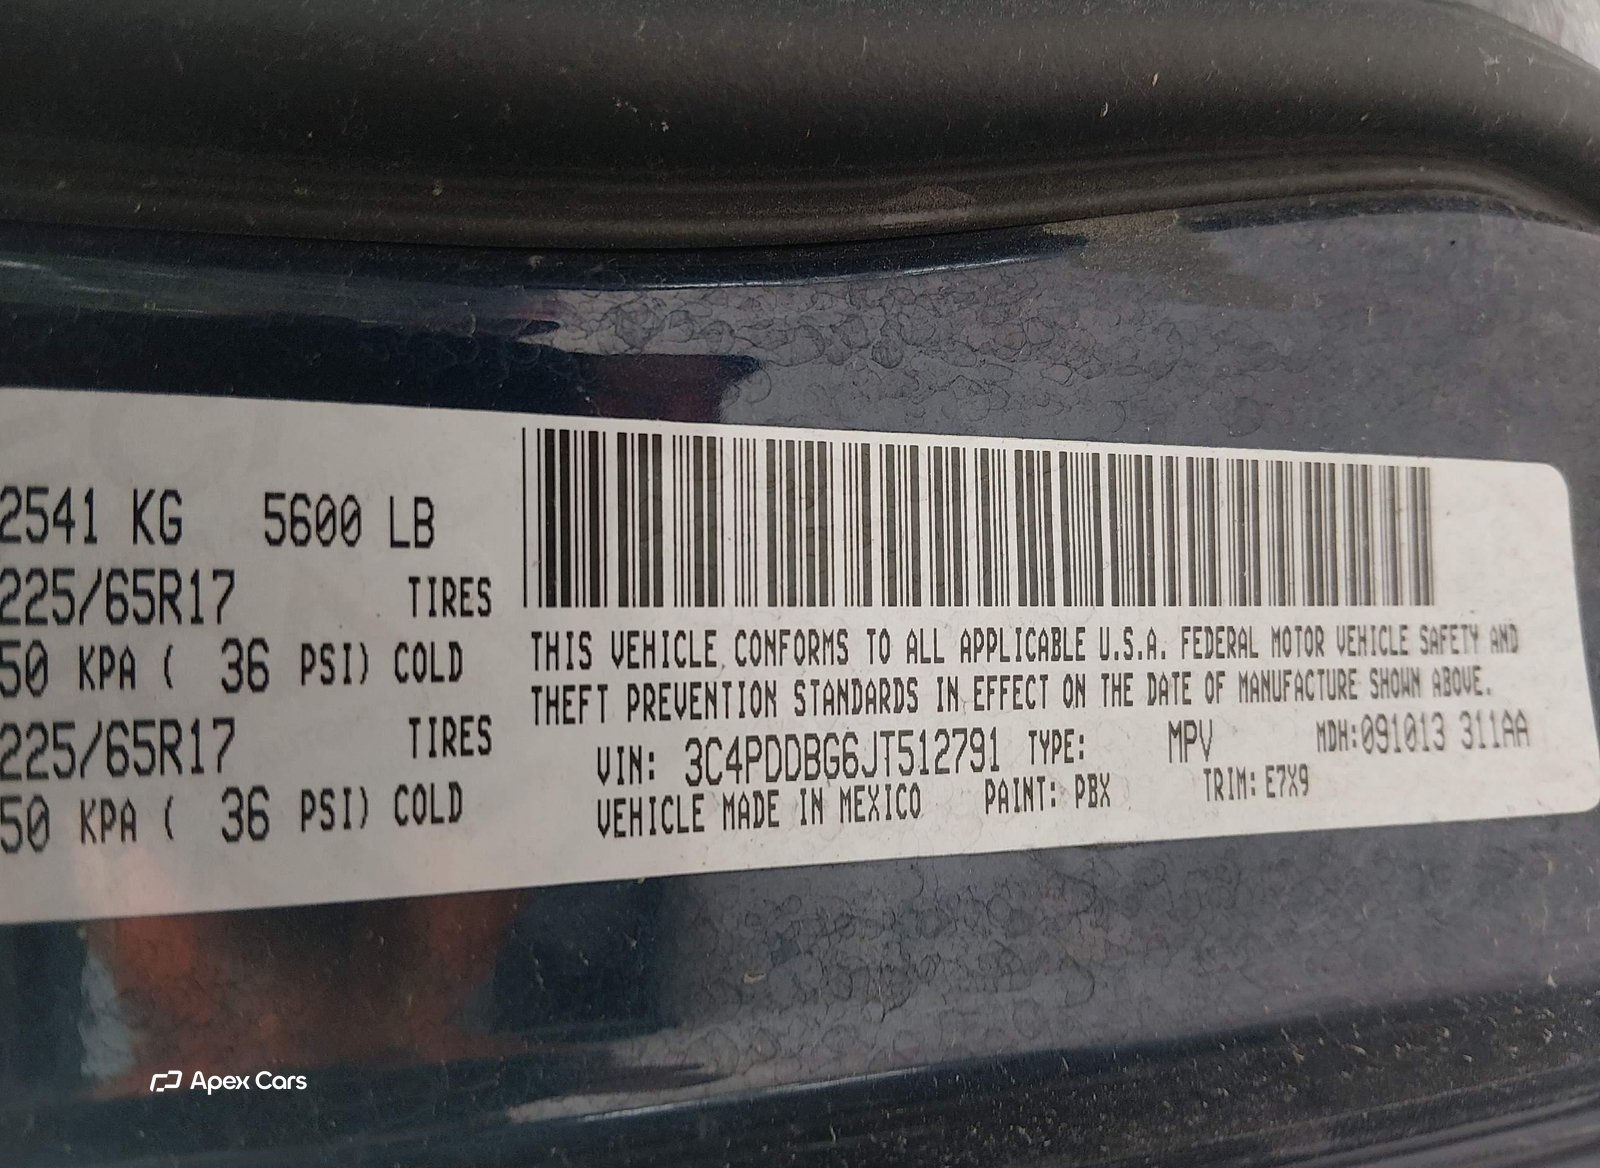 2541 KG 5600 LB
225/65R17 TIRES
50 KPA ( 36 PSI) COLD
225/65R17 TIRES
50 KPA ( 36 PSI) COLD
THIS VEHICLE CONFORMS TO ALL APPLICABLE U.S.A. FEDERAL MOTOR VEHICLE SAFETY AND
THEFT PREVENTION STANDARDS IN EFFECT ON THE DATE OF MANUFACTURE SHOWN ABOVE.
VIN: 3C4PDDBG6JT512791 TYPE: MPV MDH:091013 311AA
VEHICLE MADE IN MEXICO PAINT: PBX TRIM: E7X9
Apex Cars